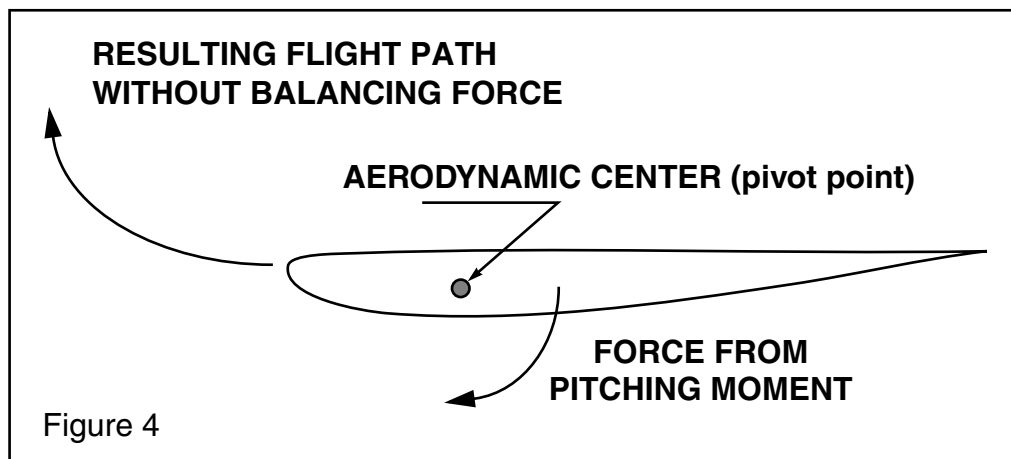 RESULTING FLIGHT PATH
WITHOUT BALANCING FORCE
AERODYNAMIC CENTER (pivot point)
FORCE FROM
PITCHING MOMENT
Figure 4